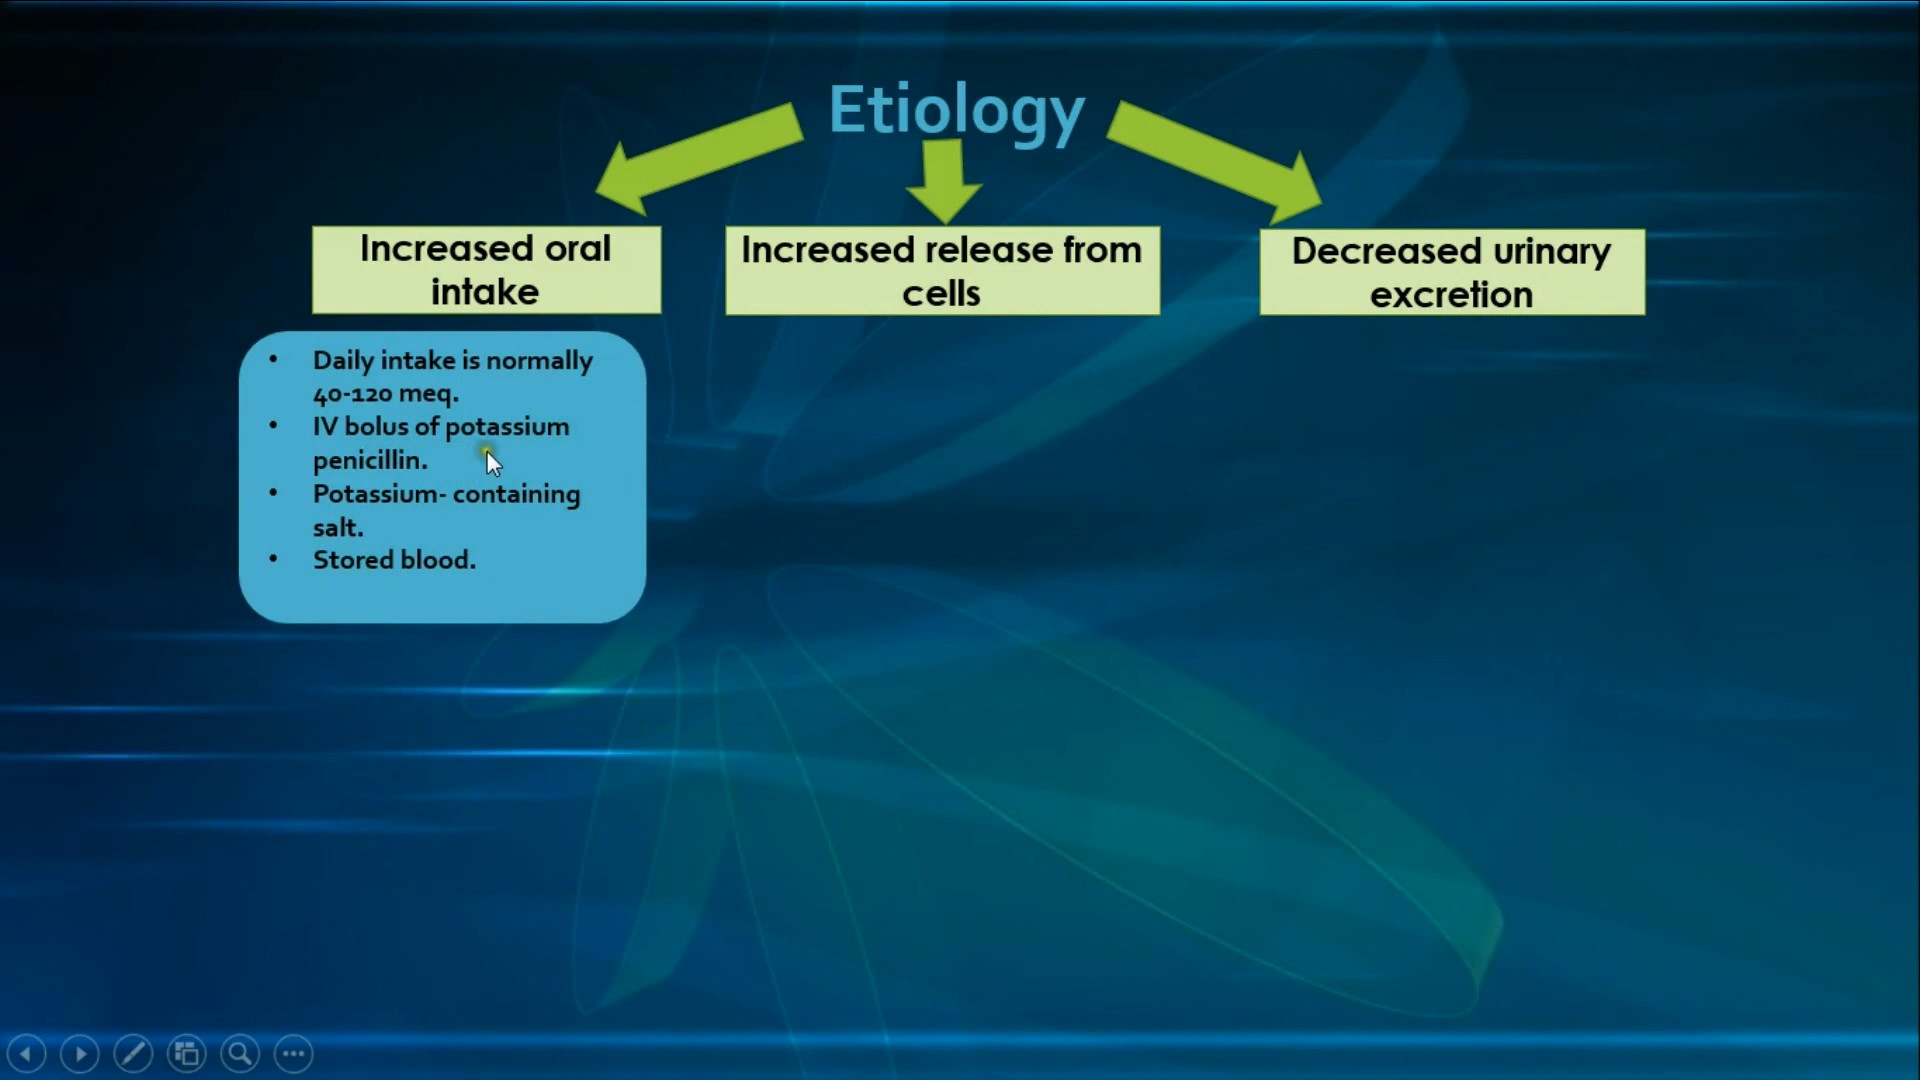 Etiology
Increased oral
intake
Increased release from
cells
Decreased urinary
excretion
• Daily intake is normally
40-120 meq.
• IV bolus of potassium
penicillin.
• Potassium- containing
salt.
• Stored blood.